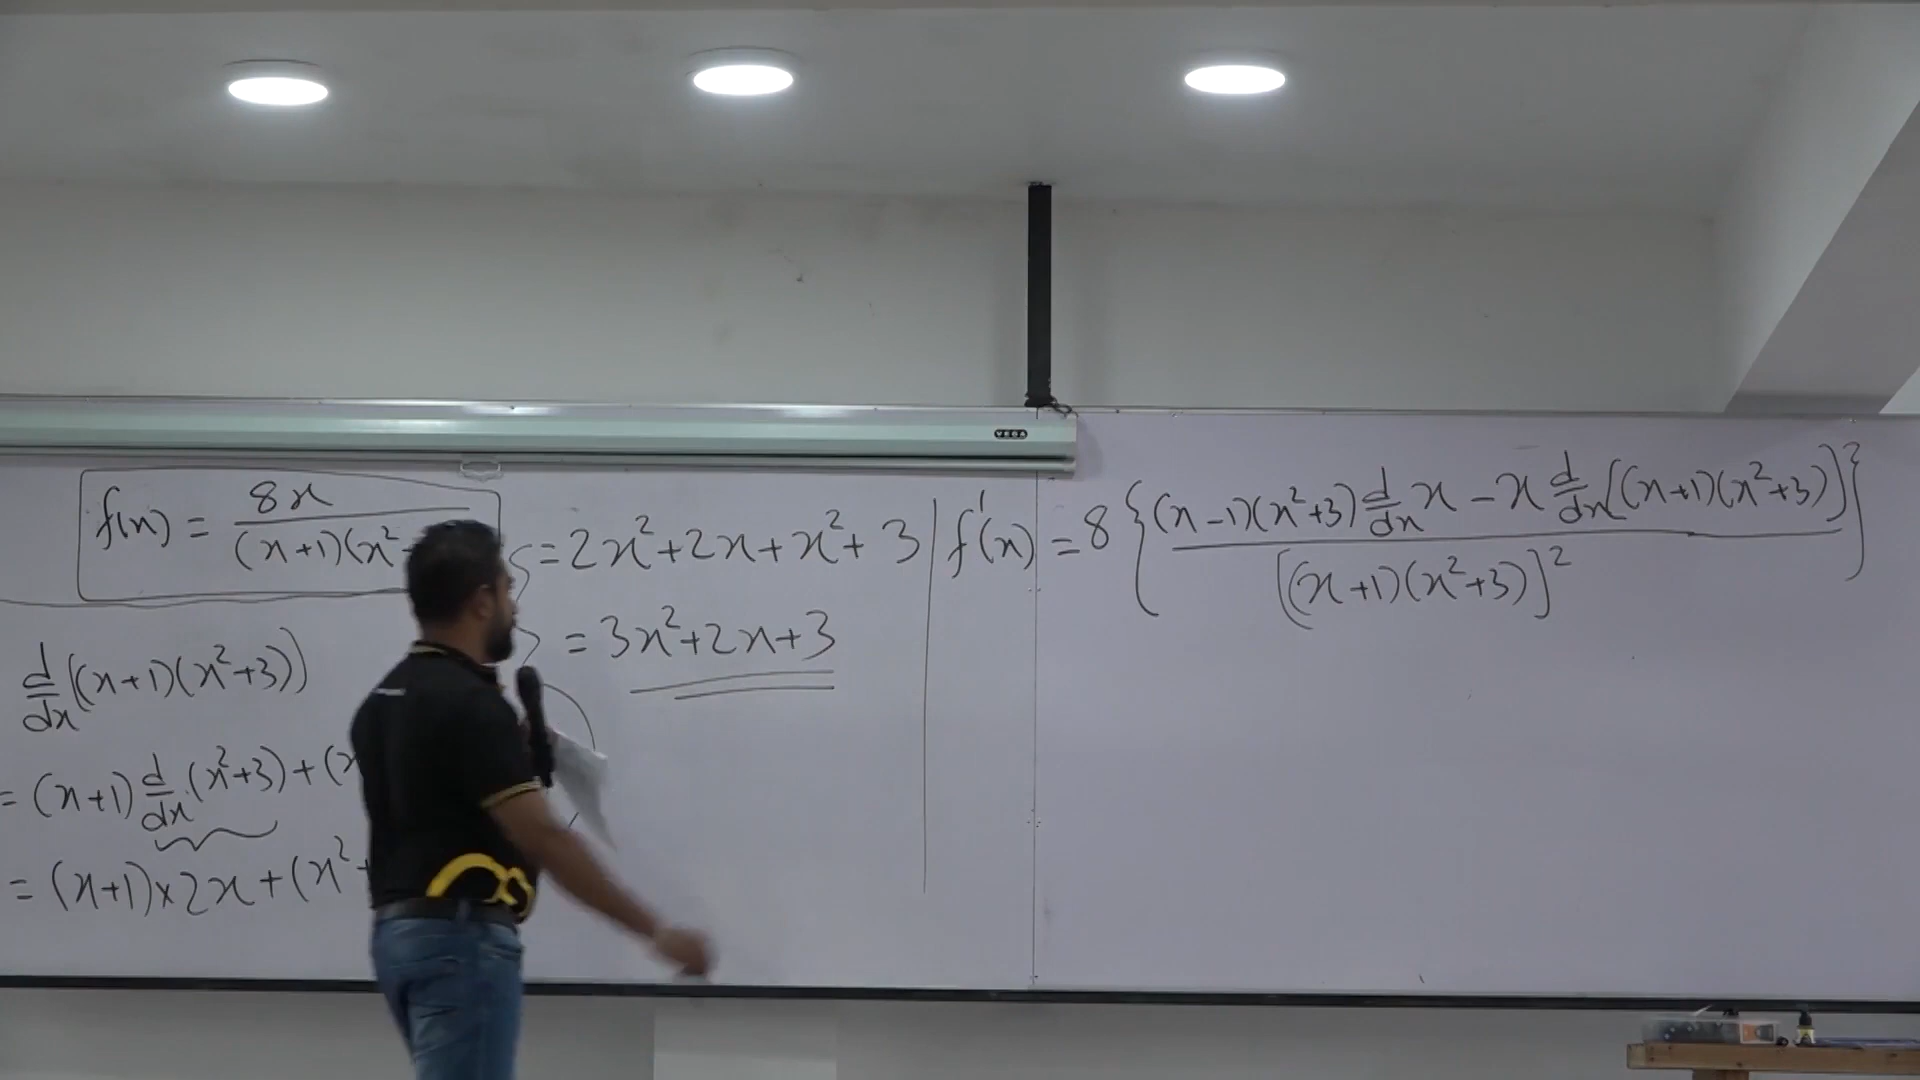 VEGA
f(x) = 8x / (x+1)(x²
d/dx ((x+1)(x²+3))
= (x+1) d/dx (x²+3) + (x
= (x+1) × 2x + (x²+
= 2x² + 2x + x² + 3
= 3x² + 2x + 3
f'(x) = 8 { (x-1)(x²+3) d/dx x - x d/dx [(x+1)(x²+3)] / [(x+1)(x²+3)]² }